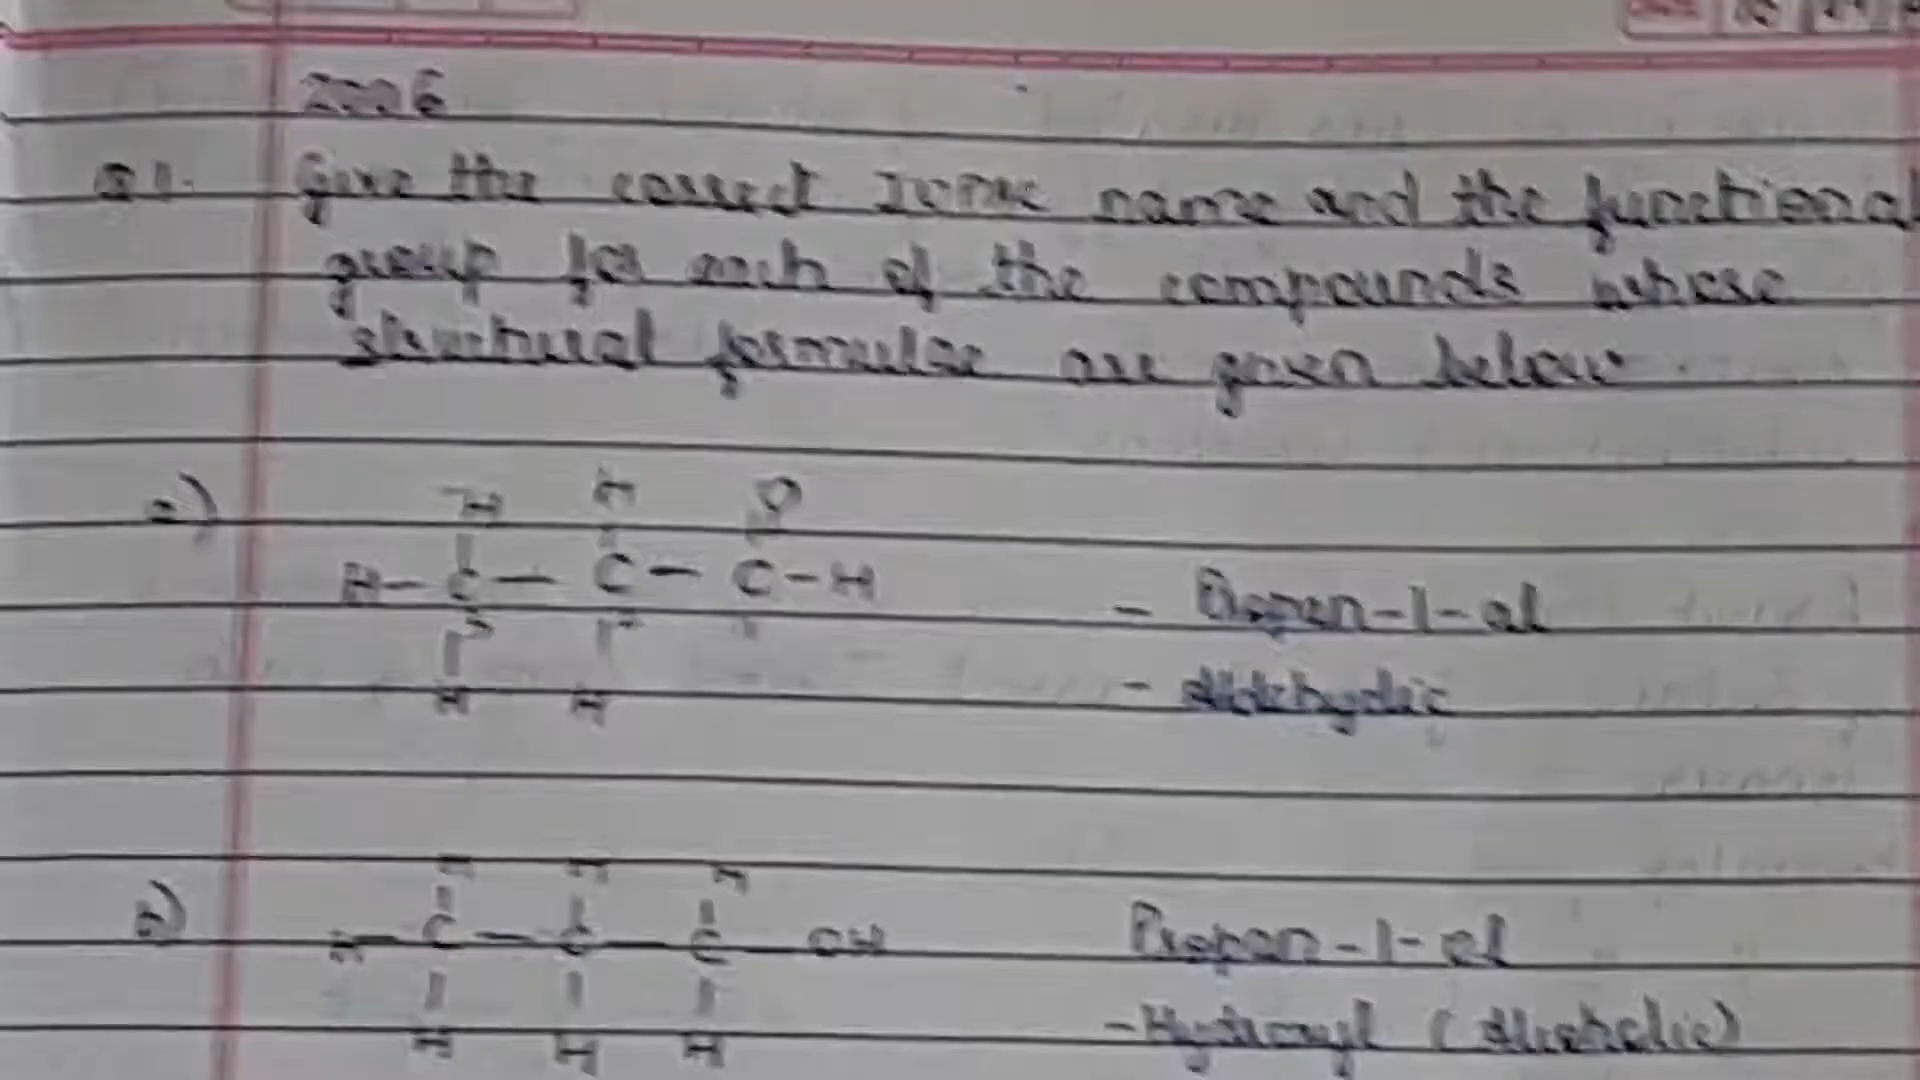 2006
Q1. Give the correct IUPAC name and the functional
group for each of the compounds whose
structural formulae are given below.
a)
H H O
H - C - C - C - H
H H
- Propan-1-al
- Aldehydic
b)
H H H
H - C - C - C - OH
H H H
Propan-1-ol
- Hydroxyl (Alcoholic)